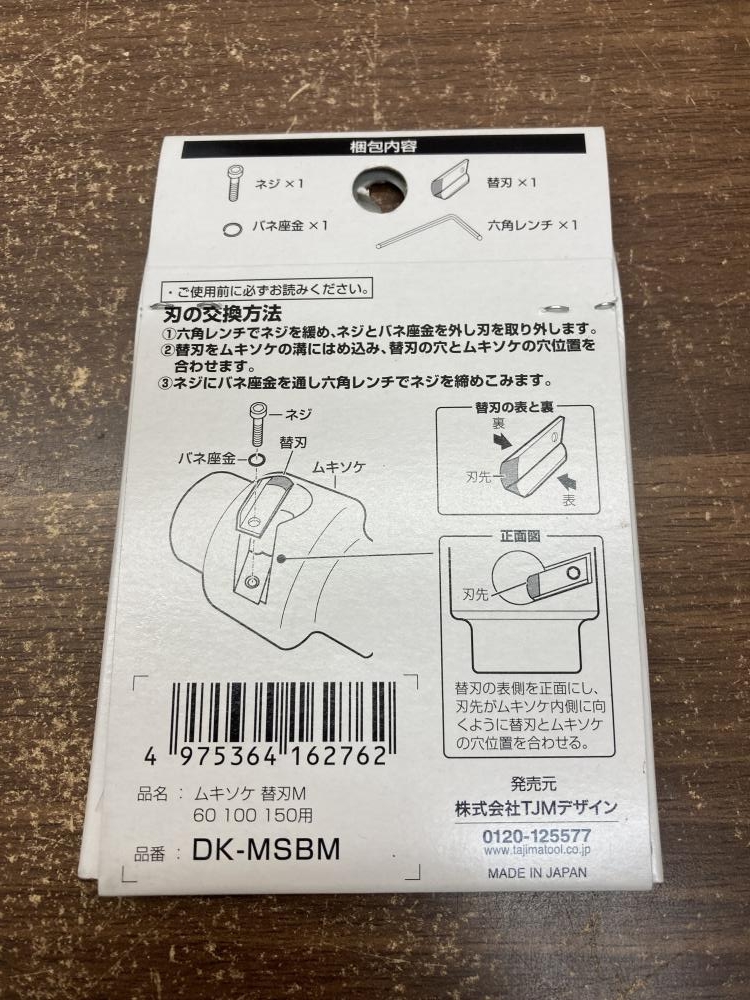 梱包内容
ネジ×1
替刃×1
バネ座金×1
六角レンチ×1
・ご使用前に必ずお読みください。
刃の交換方法
①六角レンチでネジを緩め、ネジとバネ座金を外し刃を取り外します。
②替刃をムキソケの溝にはめ込み、替刃の穴とムキソケの穴位置を
合わせます。
③ネジにバネ座金を通し六角レンチでネジを締めこみます。
ネジ
替刃
バネ座金
ムキソケ
替刃の表と裏
裏
刃先
表
正面図
刃先
替刃の表側を正面にし、
刃先がムキソケ内側に向
くように替刃とムキソケ
の穴位置を合わせる。
4 975364 162762
品名 : ムキソケ 替刃M
60 100 150用
品番 : DK-MSBM
発売元
株式会社TJMデザイン
0120-125577
www.tajimatool.co.jp
MADE IN JAPAN